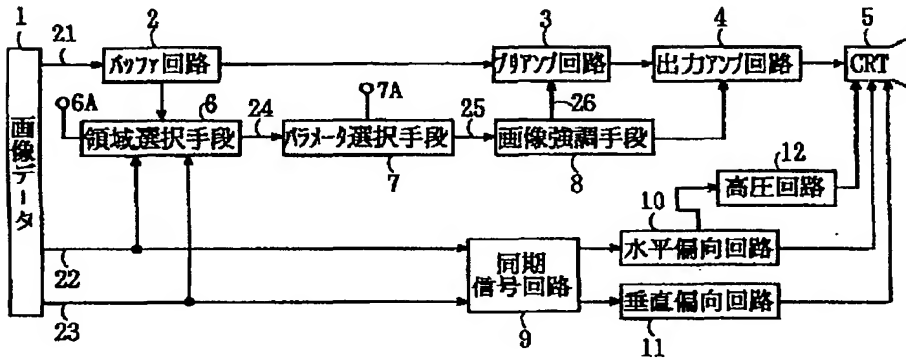 1
21
2
3
4
5
バッファ回路
プリアンプ回路
出力アンプ回路
CRT
6A
6
24
7A
25
26
領域選択手段
パラメータ選択手段
画像強調手段
7
8
12
高圧回路
画像データ
10
22
23
同期
信号回路
9
水平偏向回路
垂直偏向回路
11